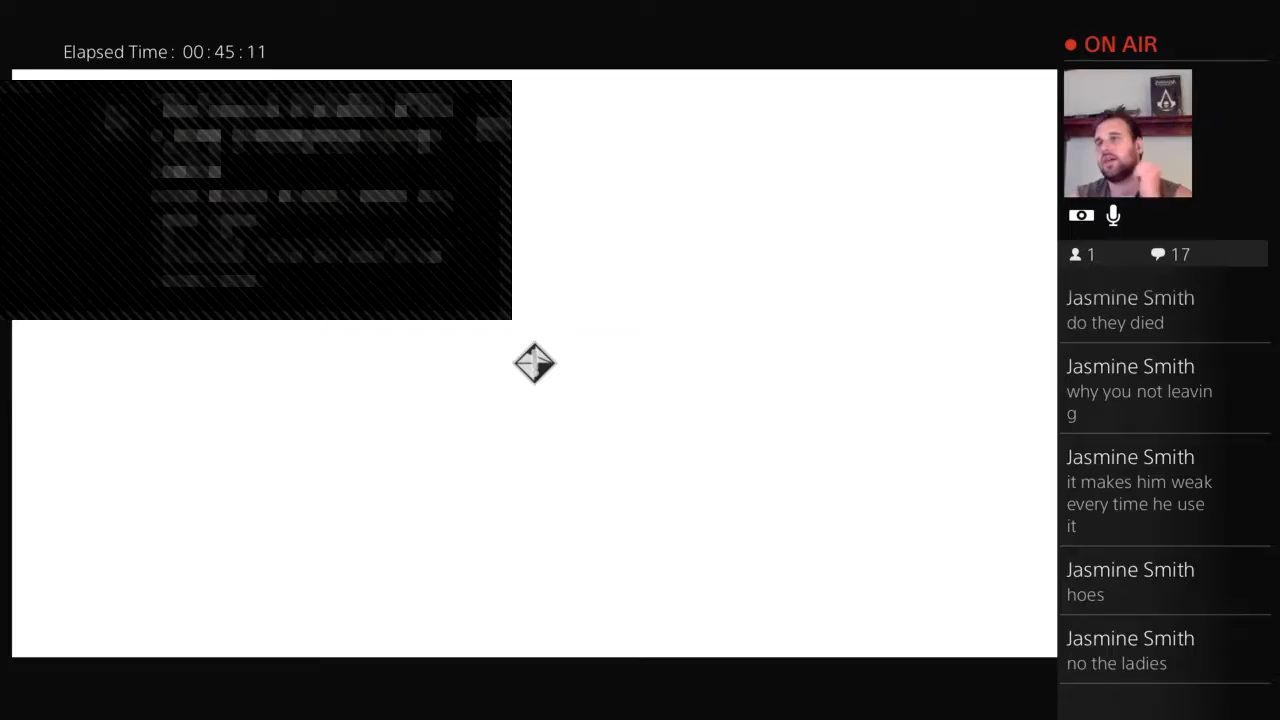 Elapsed Time: 00:45:11
ON AIR
1 17
Jasmine Smith
do they died
Jasmine Smith
why you not leavin
g
Jasmine Smith
it makes him weak
every time he use
it
Jasmine Smith
hoes
Jasmine Smith
no the ladies